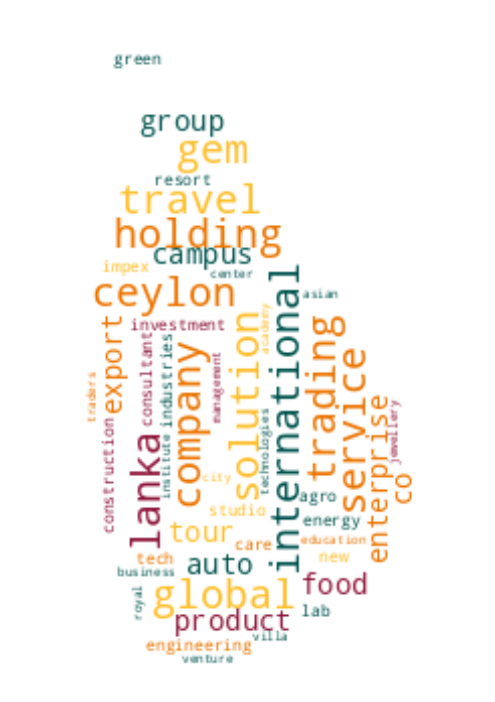 green
group
gem
resort
travel
holding
campus
impex
center
ceylon
international
asian
investment
export
consultant
industries
company
management
solution
academy
trading
service
traders
construction
lanka
institute
city
technologies
enterprise
jewellery
co
studio
agro
tour
energy
care
education
tech
auto
new
business
royal
global
food
product
lab
villa
engineering
venture